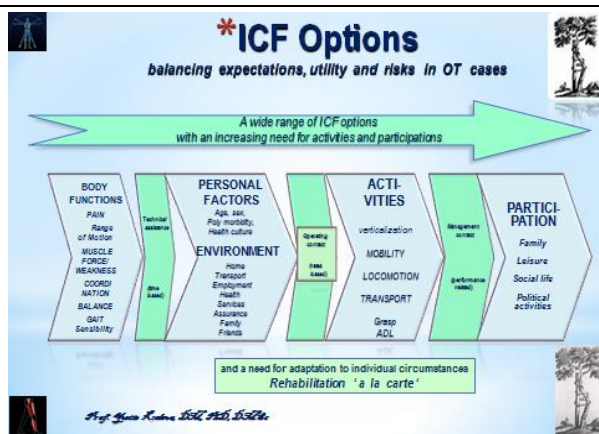 *ICF Options
balancing expectations, utility and risks in OT cases
A wide range of ICF options
with an increasing need for activities and participations
BODY
FUNCTIONS
PAIN
Range
of Motion
MUSCLE
FORCE/
WEAKNESS
COORDI
NATION
BALANCE
GAIT
Sensibility
Technical
assistance
(time
based)
PERSONAL
FACTORS
Age, sex,
Poly morbidity,
Health culture
ENVIRONMENT
Home
Transport
Employment
Health
Services
Assurance
Family
Friends
Operating
contact
based)
ACTI-
VITIES
verticalization
MOBILITY
LOCOMOTION
TRANSPORT
Grasp
ADL
Management
contact
(performance
related)
PARTICI-
PATION
Family
Leisure
Social life
Political
activities
and a need for adaptation to individual circumstances
Rehabilitation ' a la carte'
Prof.